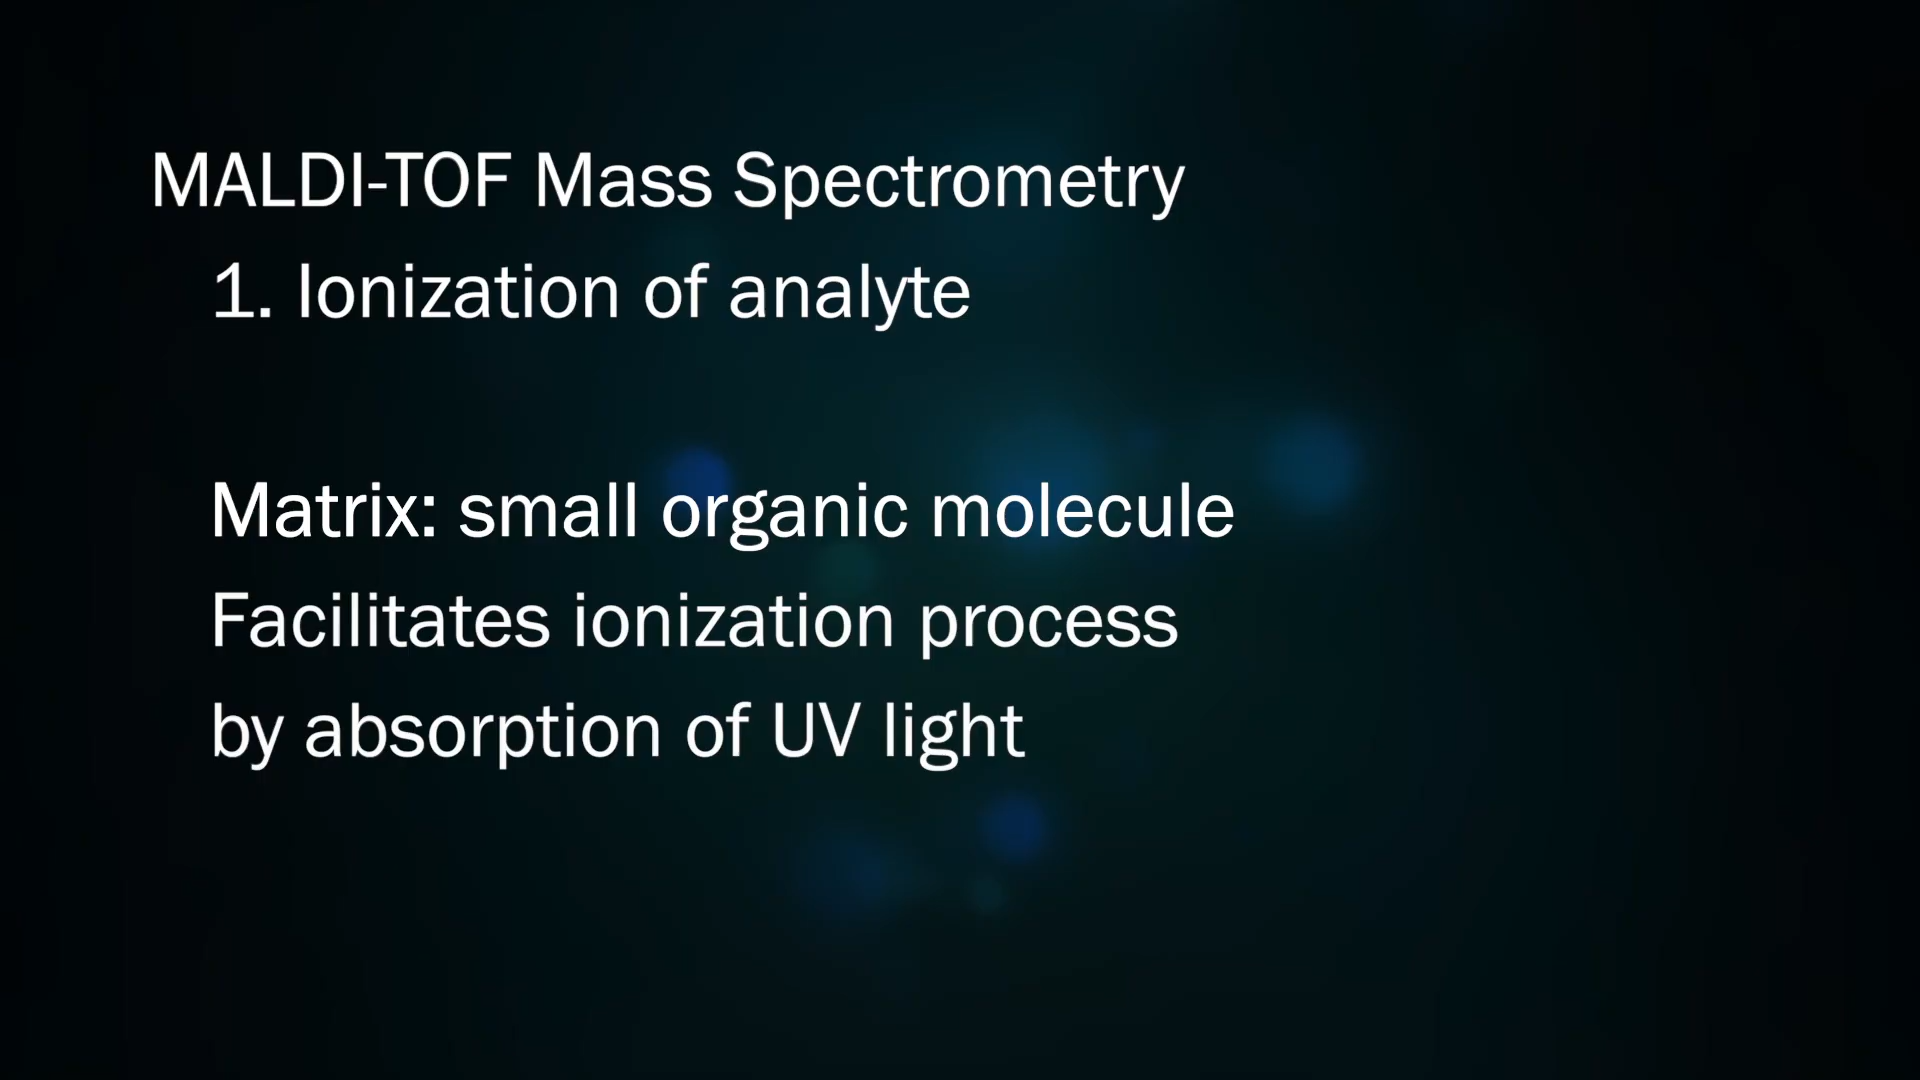 MALDI-TOF Mass Spectrometry
1. Ionization of analyte
Matrix: small organic molecule
Facilitates ionization process
by absorption of UV light